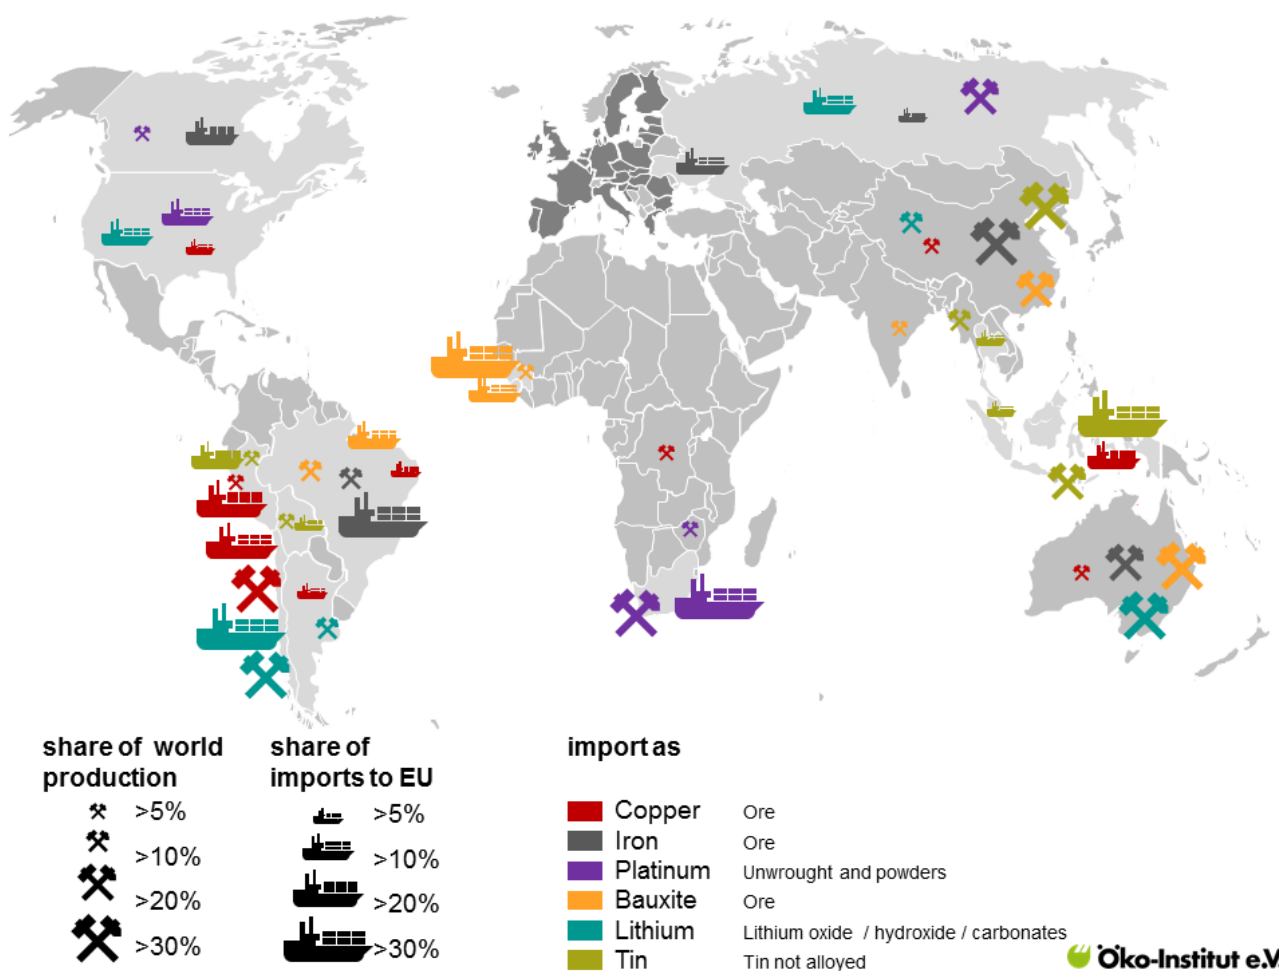 share of world
production
>5%
>10%
>20%
>30%
share of
imports to EU
>5%
>10%
>20%
>30%
import as
Copper Ore
Iron Ore
Platinum Unwrought and powders
Bauxite Ore
Lithium Lithium oxide / hydroxide / carbonates
Tin Tin not alloyed
Öko-Institut e.V